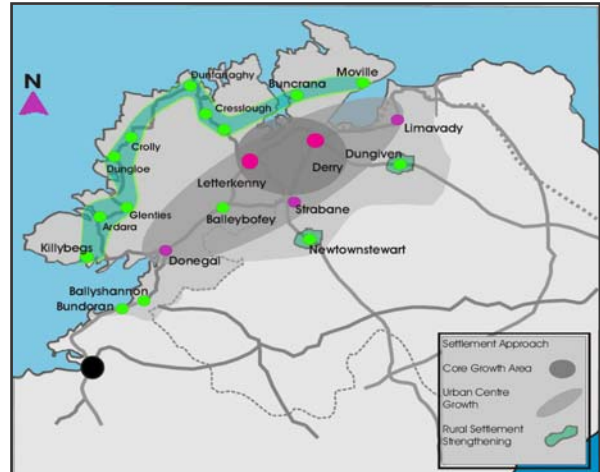 Dunfanaghy
Buncrana
Moville
Cresslough
N
Limavady
Crolly
Derry
Dungiven
Dungloe
Letterkenny
Glenties
Balleybofey
Strabane
Ardara
Killybegs
Donegal
Newtownstewart
Ballyshannon
Bundoran
Settlement Approach
Core Growth Area
Urban Centre
Growth
Rural Settlement
Strengthening